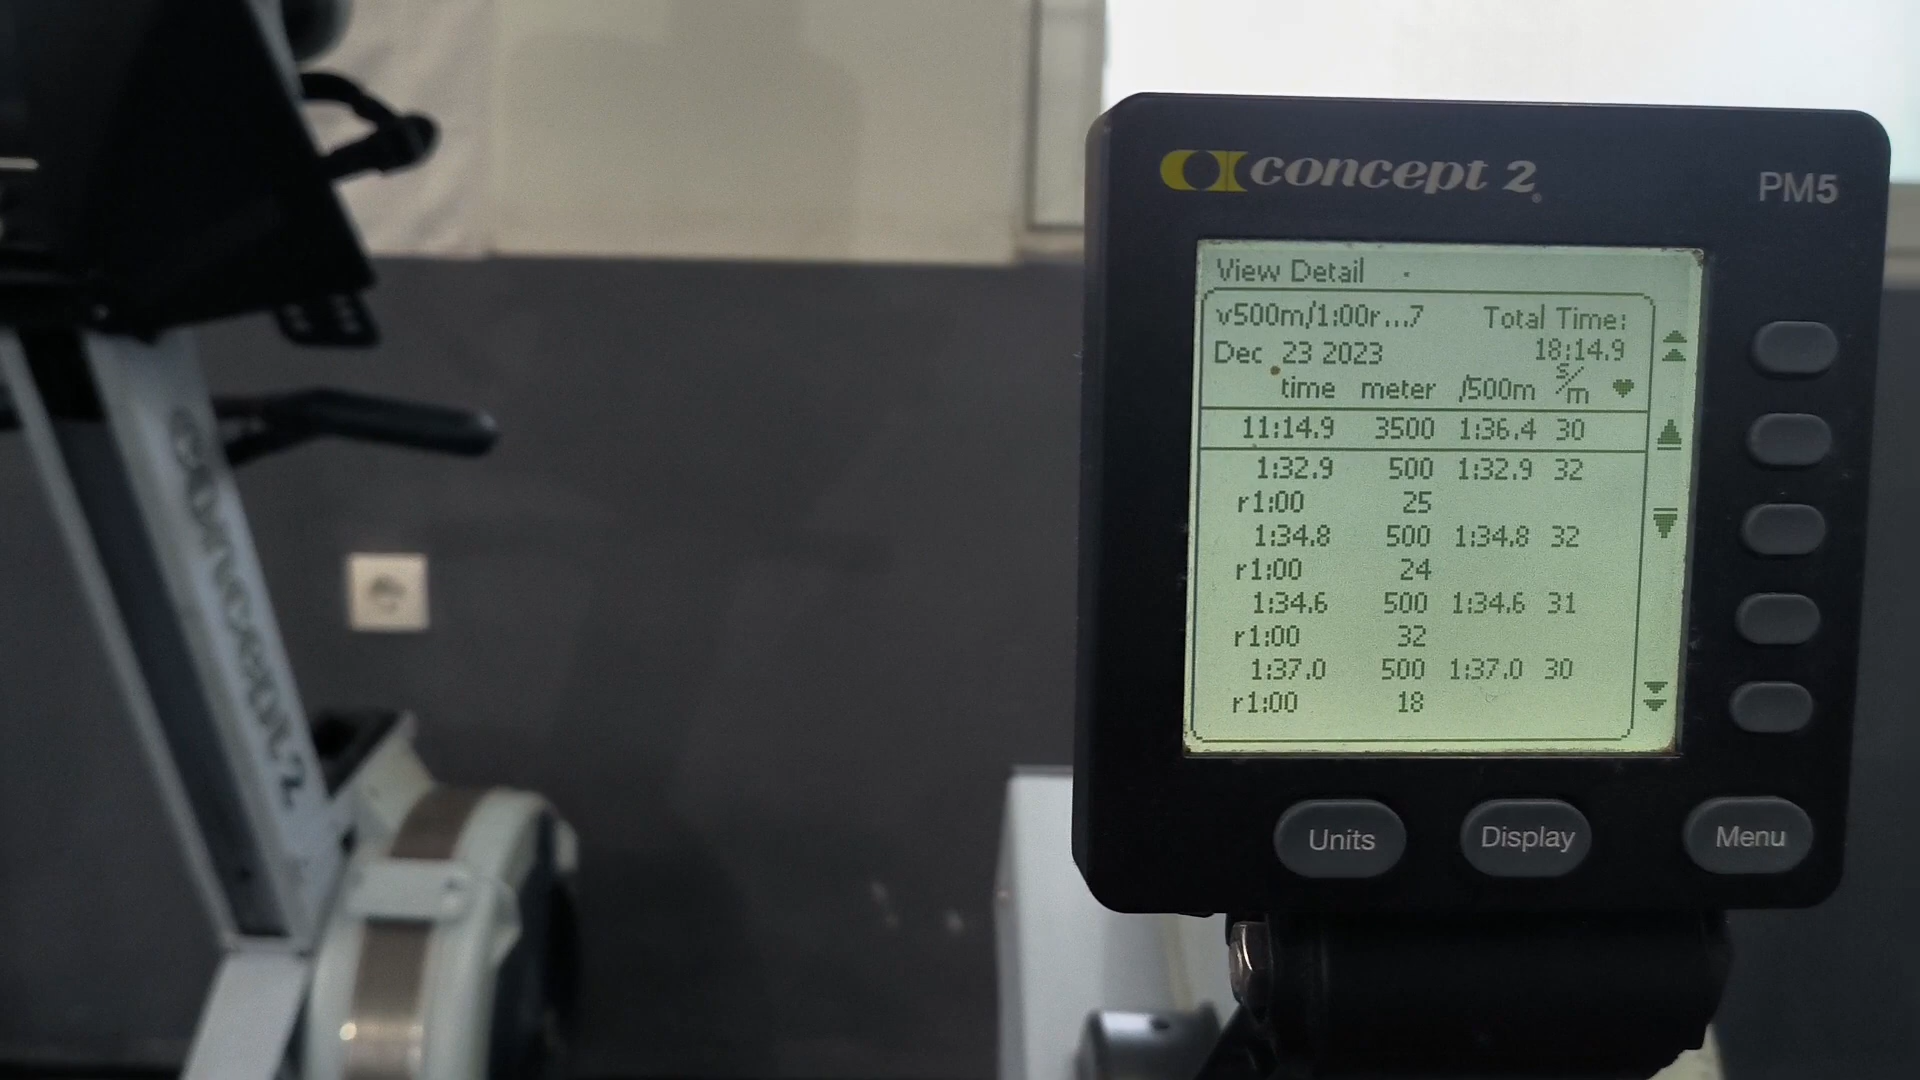 concept 2
PM5
View Detail
v500m/1:00r...7 Total Time:
Dec 23 2023 18:14.9
time meter /500m s/m ♥
11:14.9 3500 1:36.4 30
1:32.9 500 1:32.9 32
r1:00 25
1:34.8 500 1:34.8 32
r1:00 24
1:34.6 500 1:34.6 31
r1:00 32
1:37.0 500 1:37.0 30
r1:00 18
Units Display Menu
concept 2